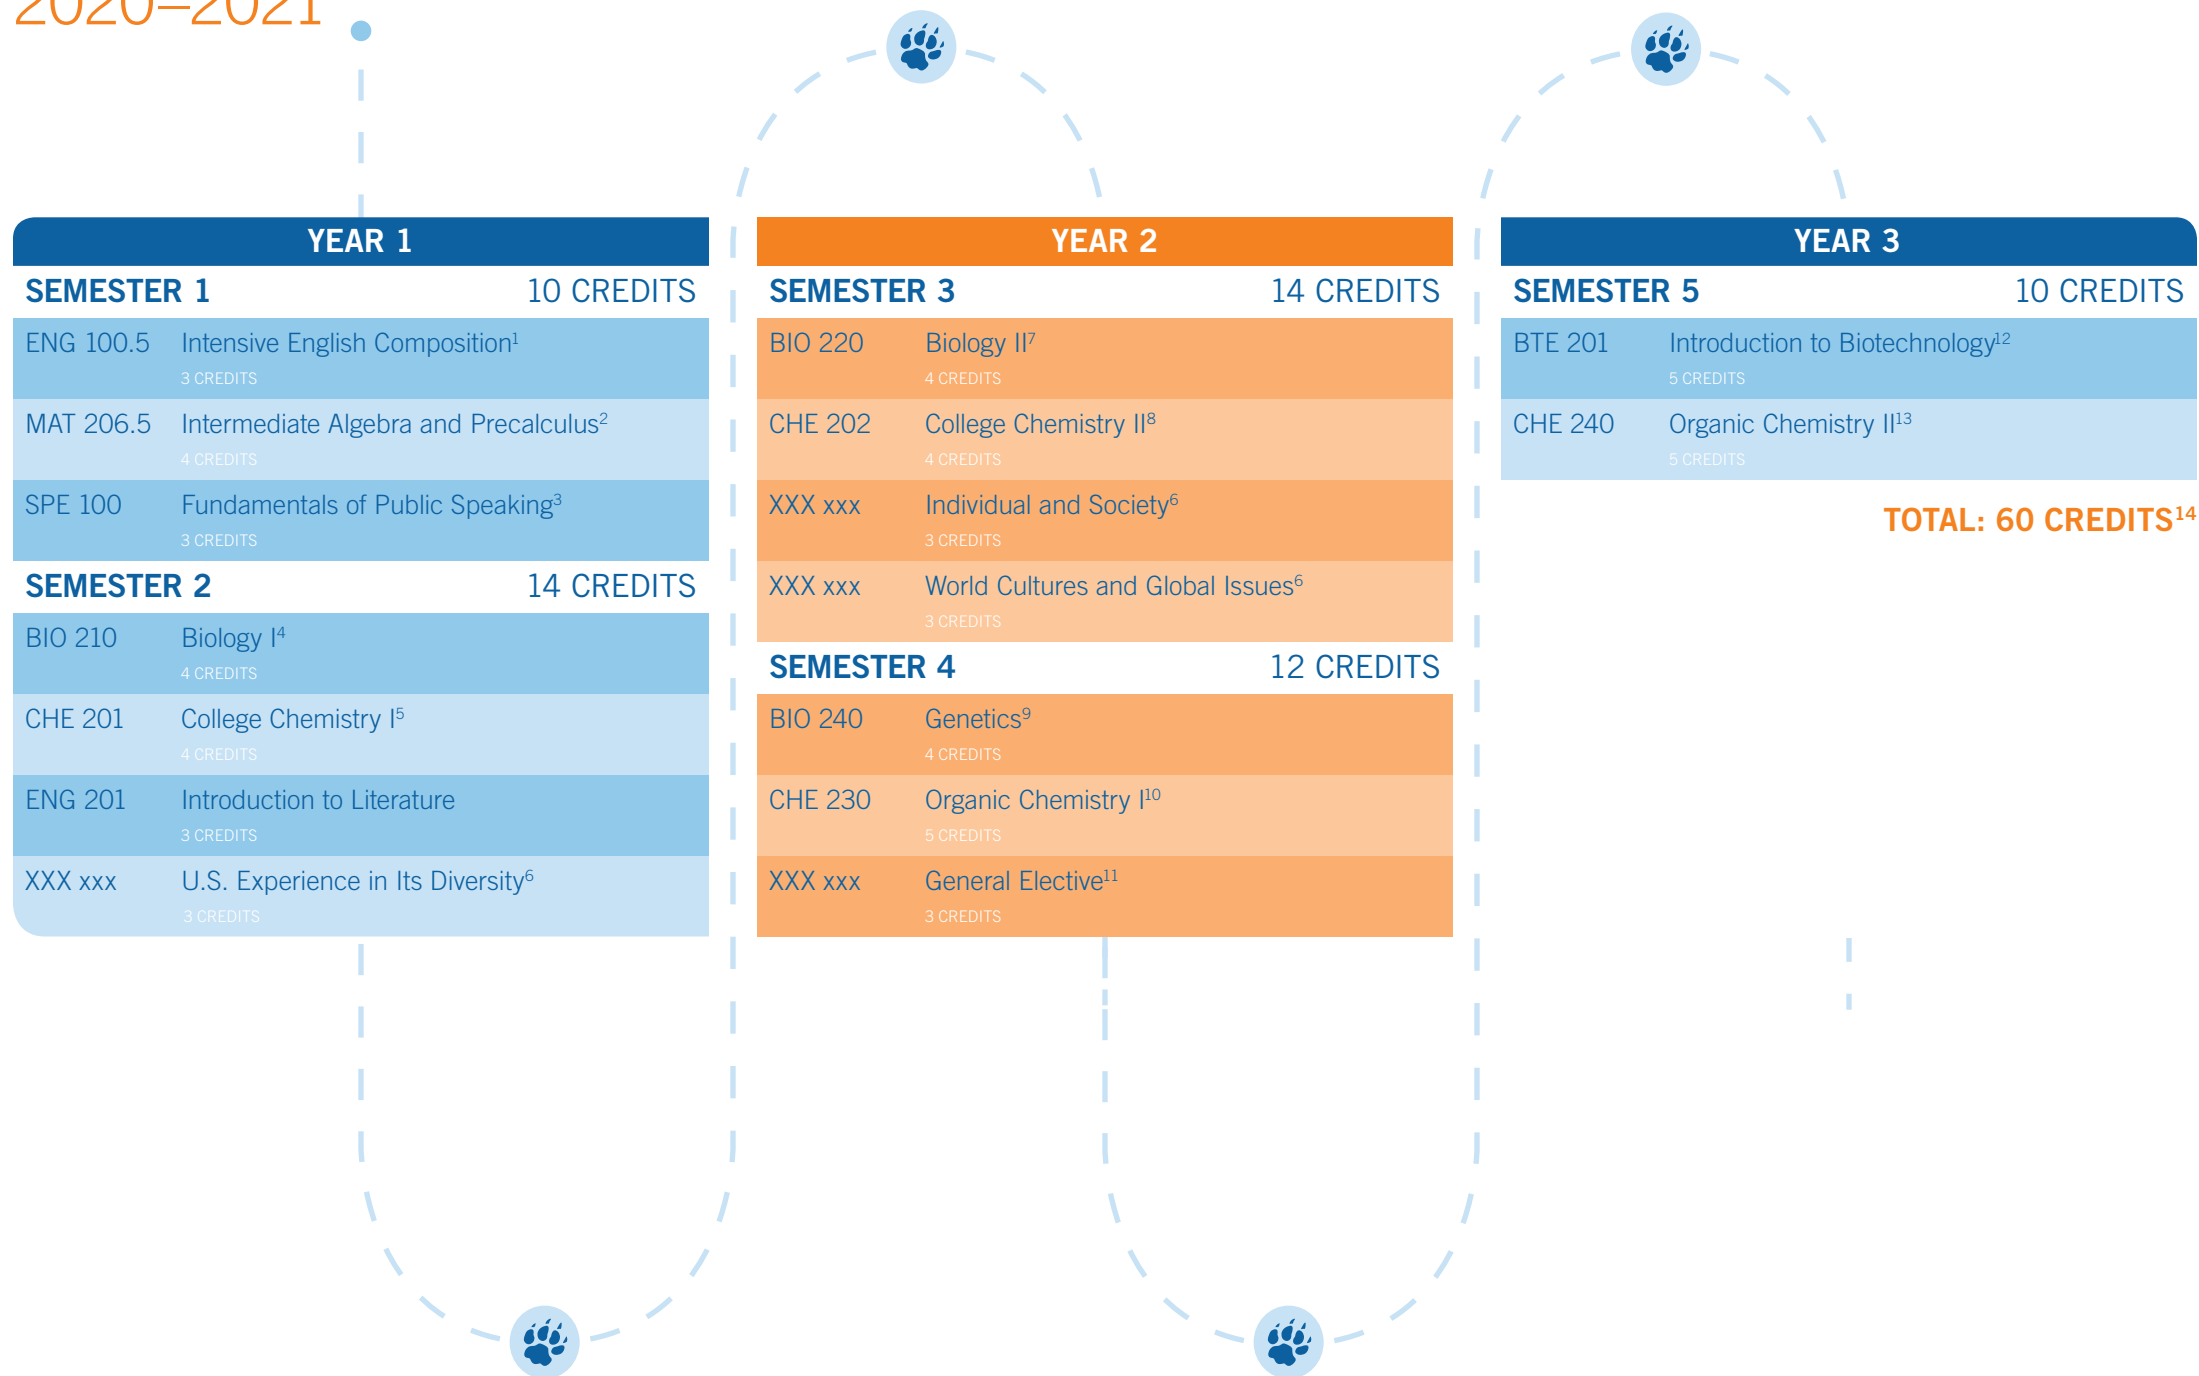 2020–2021
YEAR 1
SEMESTER 1 10 CREDITS
ENG 100.5 Intensive English Composition¹
3 CREDITS
MAT 206.5 Intermediate Algebra and Precalculus²
4 CREDITS
SPE 100 Fundamentals of Public Speaking³
3 CREDITS
SEMESTER 2 14 CREDITS
BIO 210 Biology I⁴
4 CREDITS
CHE 201 College Chemistry I⁵
4 CREDITS
ENG 201 Introduction to Literature
3 CREDITS
XXX xxx U.S. Experience in Its Diversity⁶
3 CREDITS
YEAR 2
SEMESTER 3 14 CREDITS
BIO 220 Biology II⁷
4 CREDITS
CHE 202 College Chemistry II⁸
4 CREDITS
XXX xxx Individual and Society⁶
3 CREDITS
XXX xxx World Cultures and Global Issues⁶
3 CREDITS
SEMESTER 4 12 CREDITS
BIO 240 Genetics⁹
4 CREDITS
CHE 230 Organic Chemistry I¹⁰
5 CREDITS
XXX xxx General Elective¹¹
3 CREDITS
YEAR 3
SEMESTER 5 10 CREDITS
BTE 201 Introduction to Biotechnology¹²
5 CREDITS
CHE 240 Organic Chemistry II¹³
5 CREDITS
TOTAL: 60 CREDITS¹⁴